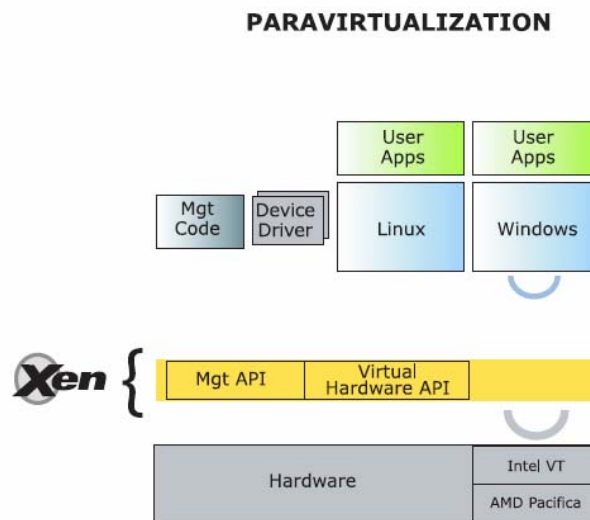 PARAVIRTUALIZATION
User
Apps
User
Apps
Mgt
Code
Device
Driver
Linux
Windows
Xen
Mgt API
Virtual
Hardware API
Hardware
Intel VT
AMD Pacifica